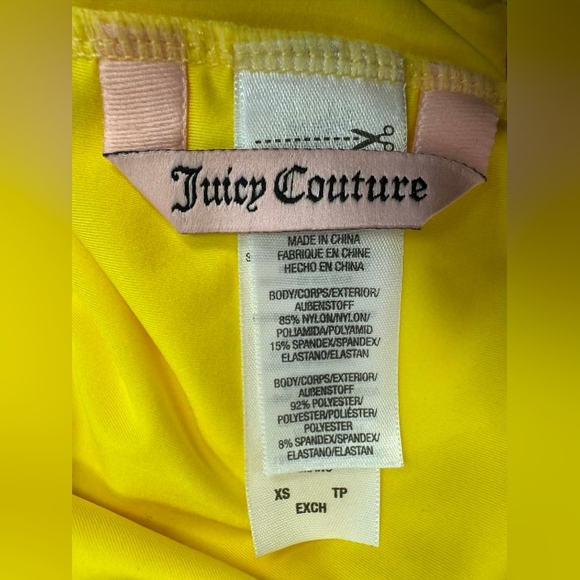 Juicy Couture
S
MADE IN CHINA
FABRIQUE EN CHINE
HECHO EN CHINA
BODY/CORPS/EXTERIOR/
AUßENSTOFF
85% NYLON/NYLON/
POLIAMIDA/POLYAMID
15% SPANDEX/SPANDEX/
ELASTANO/ELASTAN
BODY/CORPS/EXTERIOR/
AUßENSTOFF
92% POLYESTER/
POLYESTER/POLIÉSTER/
POLYESTER
8% SPANDEX/SPANDEX/
ELASTANO/ELASTAN
XS TP
EXCH